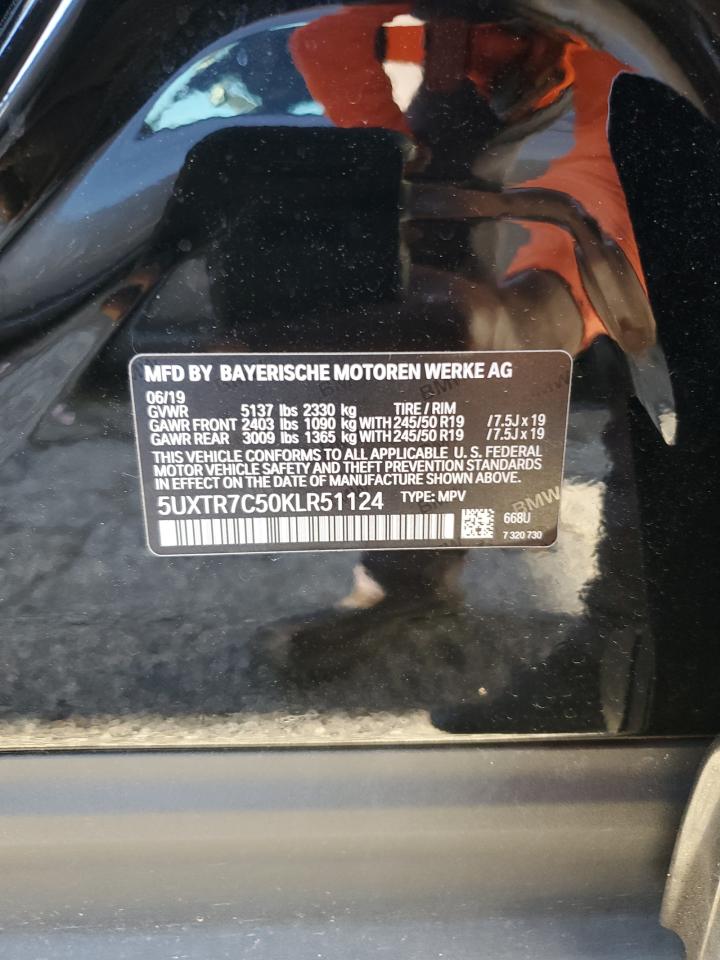 MFD BY BAYERISCHE MOTOREN WERKE AG
06/19
GVWR 5137 lbs 2330 kg TIRE / RIM
GAWR FRONT 2403 lbs 1090 kg WITH 245/50 R19 /7.5J x 19
GAWR REAR 3009 lbs 1365 kg WITH 245/50 R19 /7.5J x 19
THIS VEHICLE CONFORMS TO ALL APPLICABLE U. S. FEDERAL
MOTOR VEHICLE SAFETY AND THEFT PREVENTION STANDARDS
IN EFFECT ON THE DATE OF MANUFACTURE SHOWN ABOVE.
5UXTR7C50KLR51124 TYPE: MPV
668U
7 320 730
BMW
BMW